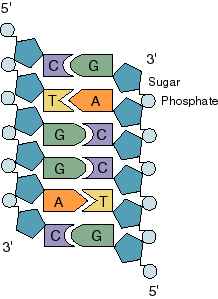 5'
3'
C G
Sugar
T A
Phosphate
G C
G C
A T
C G
3'
5'